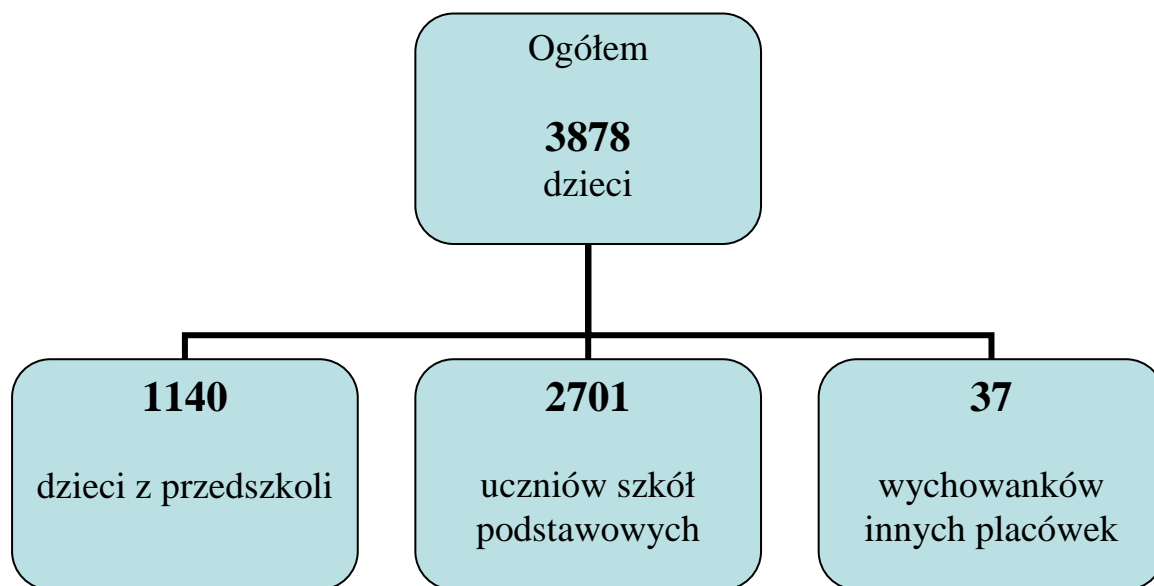 Ogółem
3878
dzieci
1140
dzieci z przedszkoli
2701
uczniów szkół
podstawowych
37
wychowanków
innych placówek